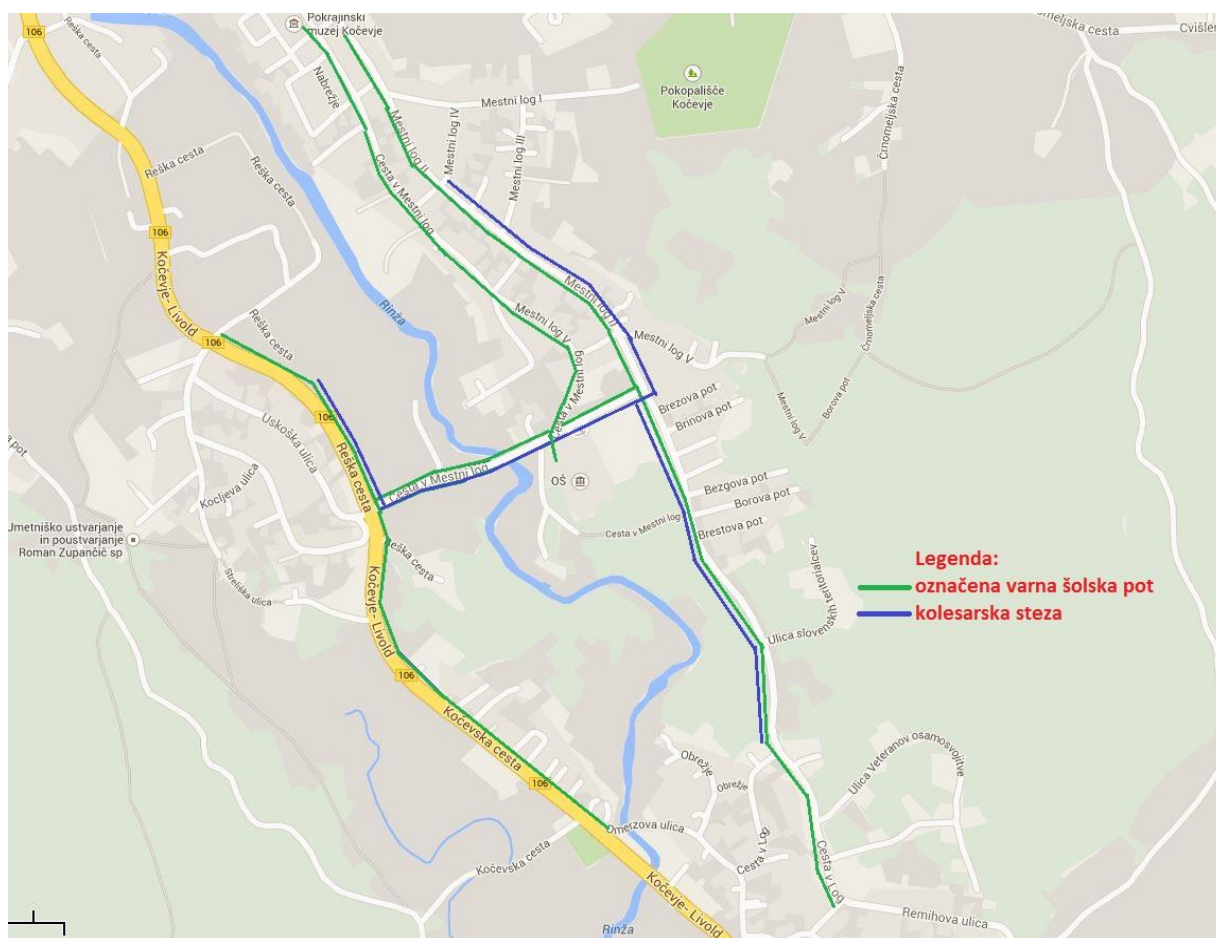 106
Reška cesta
Pokrajinski
muzej Kočevje
Nabrežje
Mestni log I
Pokopališče
Kočevje
Črnomeljska cesta
Mestni log IV
Mestni log III
Mestni log II
Cesta v Mestni log
Črnomeljska cesta
Reška cesta
Reška cesta
106
Kočevje- Livold
Rinža
Mestni log II
Mestni log V
Mestni log V
Mestni log V
Črnomeljska cesta
Borova pot
Mestni log V
Reška cesta
106
Cesta v Mestni log
Brezova pot
Brinova pot
106
Uskoška ulica
Reška cesta
Kočljeva ulica
Cesta v Mestni log
OŠ
Bezgova pot
Borova pot
Brestova pot
Cesta v Mestni log
Umetniško ustvarjanje
in poustvarjanje
Roman Zupančič sp
Reška cesta
Streliška ulica
Kočevje- Livold
Legenda:
označena varna šolska pot
kolesarska steza
Ulica slovenskih teritorialcev
106
Kočevska cesta
106
Obrežje
Obrežje
Ulica Veteranov osamosvojitve
Ometzova ulica
Cesta v Log
Cesta v Log
Kočevska cesta
Kočevje- Livold
Remihova ulica
Rinža